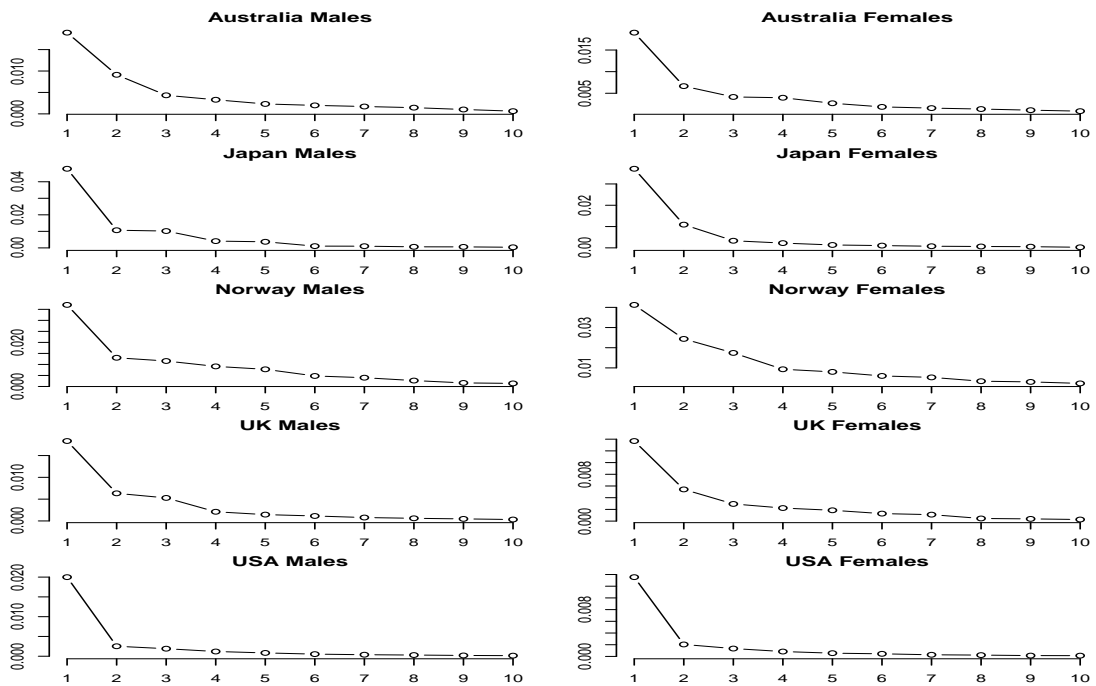 Australia Males
0.000 0.010
1 2 3 4 5 6 7 8 9 10
Australia Females
0.005 0.015
1 2 3 4 5 6 7 8 9 10
Japan Males
0.00 0.02 0.04
1 2 3 4 5 6 7 8 9 10
Japan Females
0.00 0.02
1 2 3 4 5 6 7 8 9 10
Norway Males
0.000 0.020
1 2 3 4 5 6 7 8 9 10
Norway Females
0.01 0.03
1 2 3 4 5 6 7 8 9 10
UK Males
0.000 0.010
1 2 3 4 5 6 7 8 9 10
UK Females
0.000 0.008
1 2 3 4 5 6 7 8 9 10
USA Males
0.000 0.010 0.020
1 2 3 4 5 6 7 8 9 10
USA Females
0.000 0.008
1 2 3 4 5 6 7 8 9 10